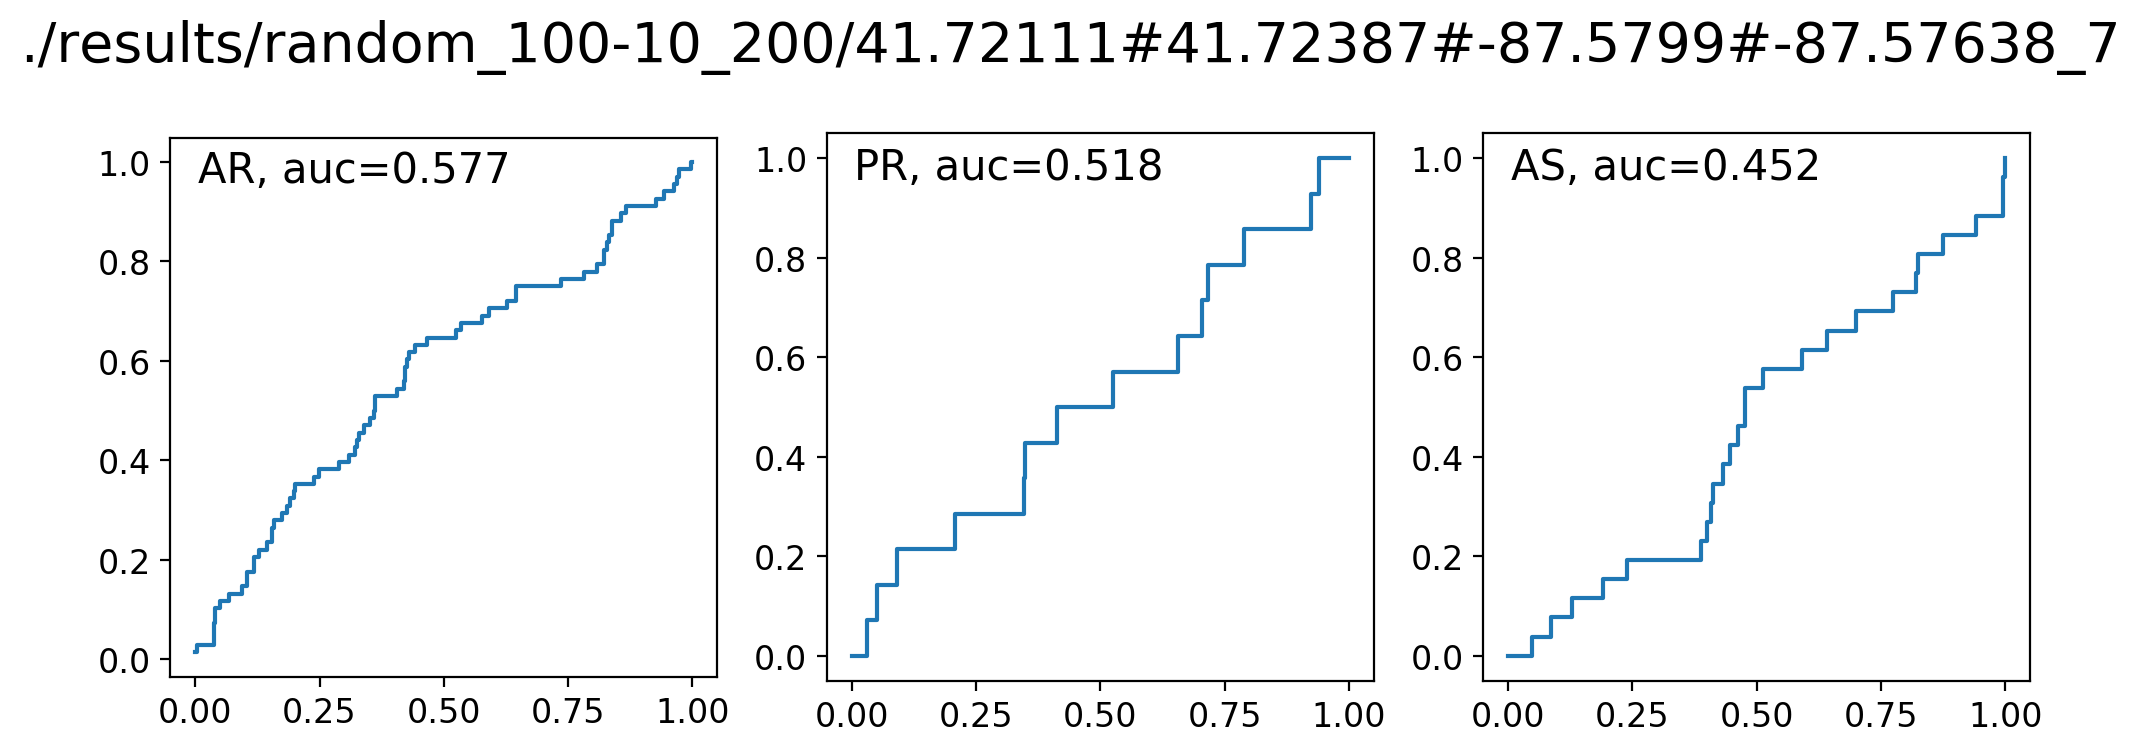 ./results/random_100-10_200/41.72111#41.72387#-87.5799#-87.57638_7
AR, auc=0.577
1.0
0.8
0.6
0.4
0.2
0.0
0.00 0.25 0.50 0.75 1.00
PR, auc=0.518
1.0
0.8
0.6
0.4
0.2
0.0
0.00 0.25 0.50 0.75 1.00
AS, auc=0.452
1.0
0.8
0.6
0.4
0.2
0.0
0.00 0.25 0.50 0.75 1.00